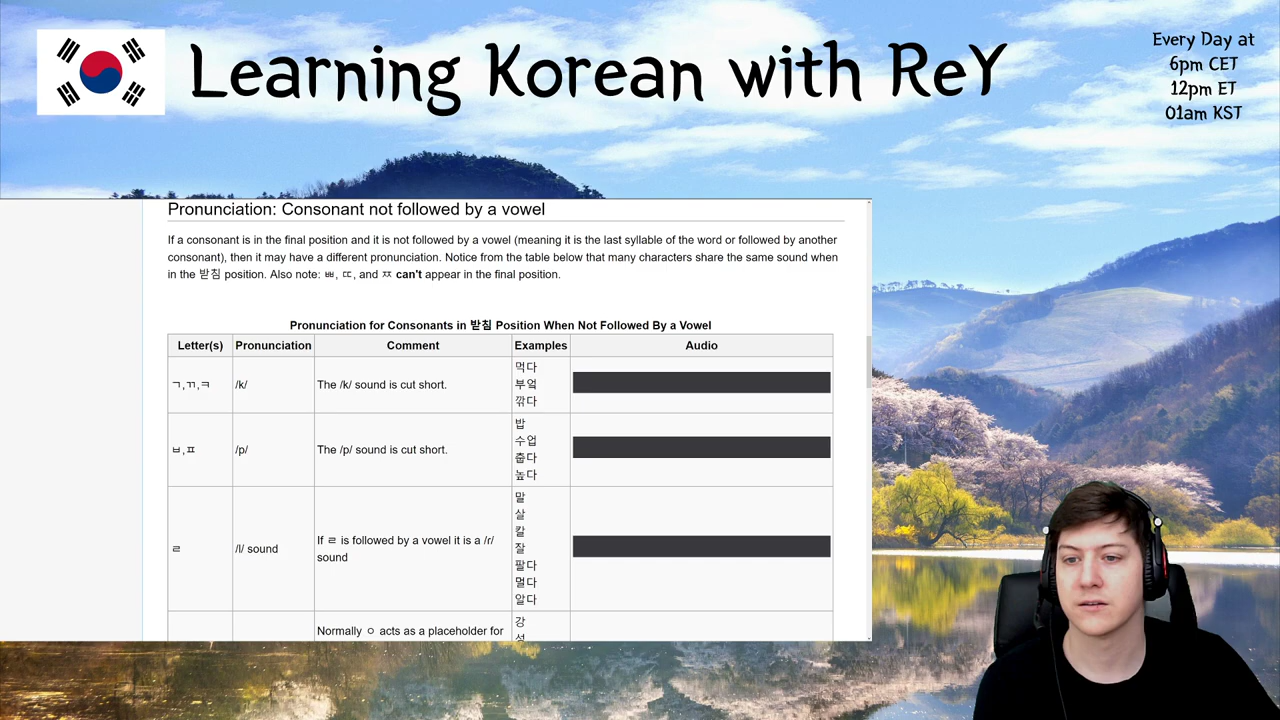 Learning Korean with ReY
Every Day at
6pm CET
12pm ET
01am KST
Pronunciation: Consonant not followed by a vowel
If a consonant is in the final position and it is not followed by a vowel (meaning it is the last syllable of the word or followed by another
consonant), then it may have a different pronunciation. Notice from the table below that many characters share the same sound when
in the 받침 position. Also note: ㅃ, ㄸ, and ㅉ can't appear in the final position.
Pronunciation for Consonants in 받침 Position When Not Followed By a Vowel
Letter(s) Pronunciation Comment Examples Audio
ㄱ,ㄲ,ㅋ /k/ The /k/ sound is cut short.
먹다
부엌
깎다
ㅂ,ㅍ /p/ The /p/ sound is cut short.
밥
수업
춥다
높다
ㄹ /l/ sound
If ㄹ is followed by a vowel it is a /r/
sound
말
살
칼
잘
팔다
멀다
알다
Normally ㅇ acts as a placeholder for
강
성